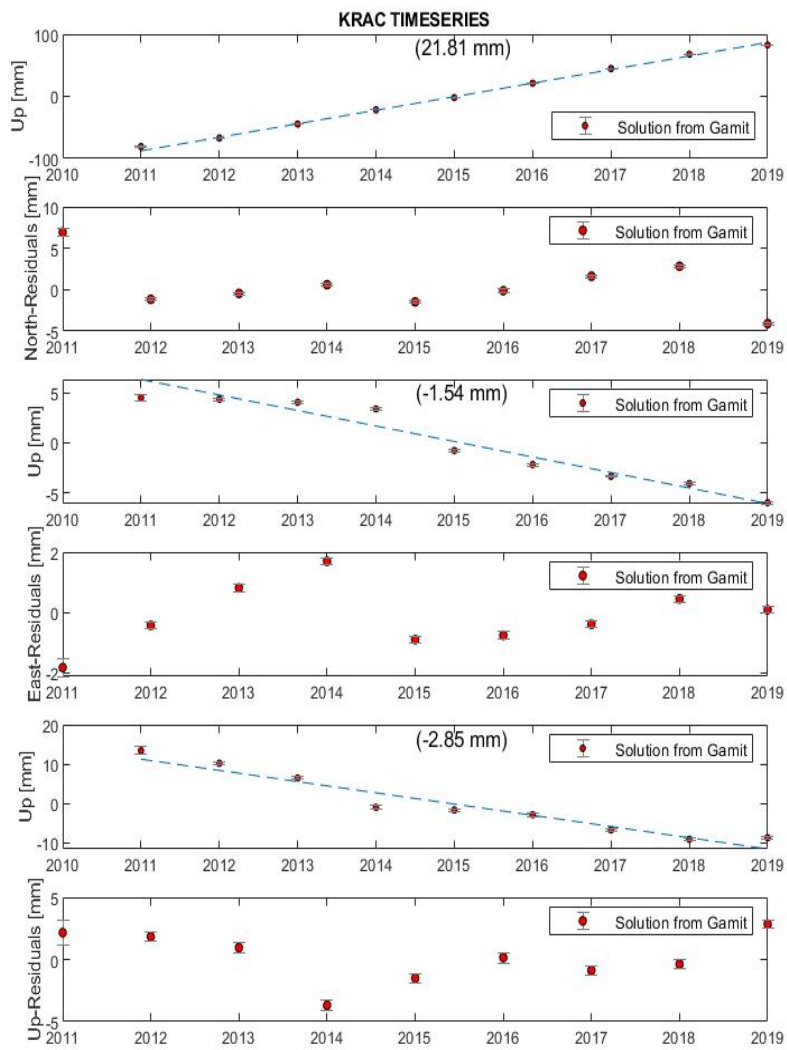 KRAC TIMESERIES
Up [mm]
100
0
-100
(21.81 mm)
Solution from Gamit
2010 2011 2012 2013 2014 2015 2016 2017 2018 2019
North-Residuals [mm]
10
5
0
-5
Solution from Gamit
2011 2012 2013 2014 2015 2016 2017 2018 2019
Up [mm]
5
0
-5
(-1.54 mm)
Solution from Gamit
2010 2011 2012 2013 2014 2015 2016 2017 2018 2019
East-Residuals [mm]
2
0
-2
Solution from Gamit
2011 2012 2013 2014 2015 2016 2017 2018 2019
Up [mm]
20
10
0
-10
(-2.85 mm)
Solution from Gamit
2010 2011 2012 2013 2014 2015 2016 2017 2018 2019
Up-Residuals [mm]
5
0
-5
Solution from Gamit
2011 2012 2013 2014 2015 2016 2017 2018 2019